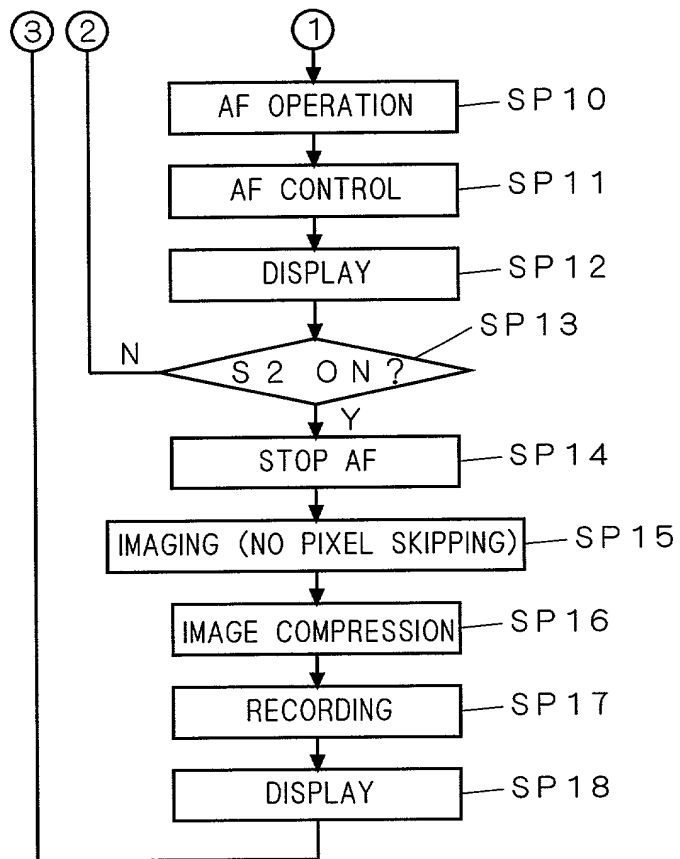 ③ ② ①
AF OPERATION SP10
AF CONTROL SP11
DISPLAY SP12
SP13
N S2 ON?
Y
STOP AF SP14
IMAGING (NO PIXEL SKIPPING) SP15
IMAGE COMPRESSION SP16
RECORDING SP17
DISPLAY SP18